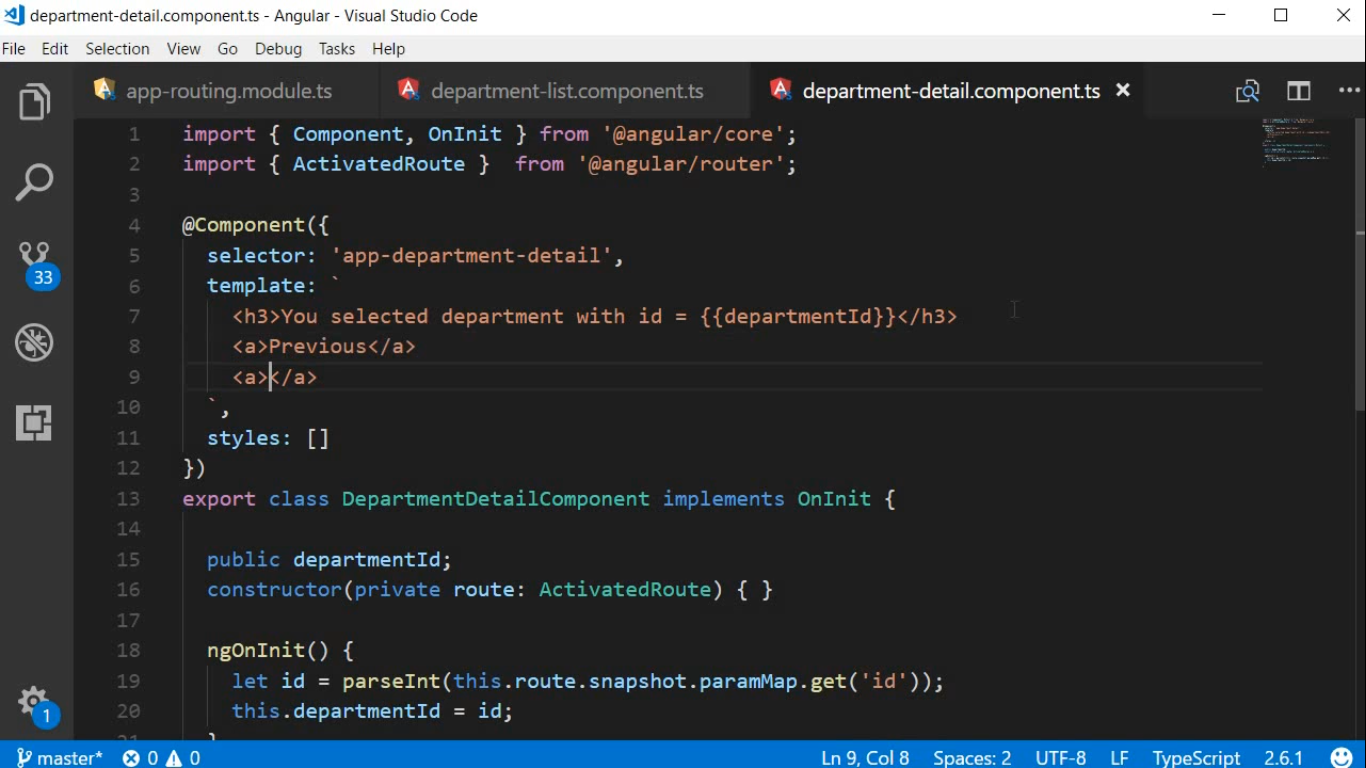 department-detail.component.ts - Angular - Visual Studio Code
File Edit Selection View Go Debug Tasks Help
app-routing.module.ts department-list.component.ts department-detail.component.ts
1 import { Component, OnInit } from '@angular/core';
2 import { ActivatedRoute }  from '@angular/router';
3
4 @Component({
5   selector: 'app-department-detail',
6   template: `
7     <h3>You selected department with id = {{departmentId}}</h3>
8     <a>Previous</a>
9     <a></a>
10   `,
11   styles: []
12 })
13 export class DepartmentDetailComponent implements OnInit {
14
15   public departmentId;
16   constructor(private route: ActivatedRoute) { }
17
18   ngOnInit() {
19     let id = parseInt(this.route.snapshot.paramMap.get('id'));
20     this.departmentId = id;
21   }
33
1
master* 0 0 Ln 9, Col 8 Spaces: 2 UTF-8 LF TypeScript 2.6.1